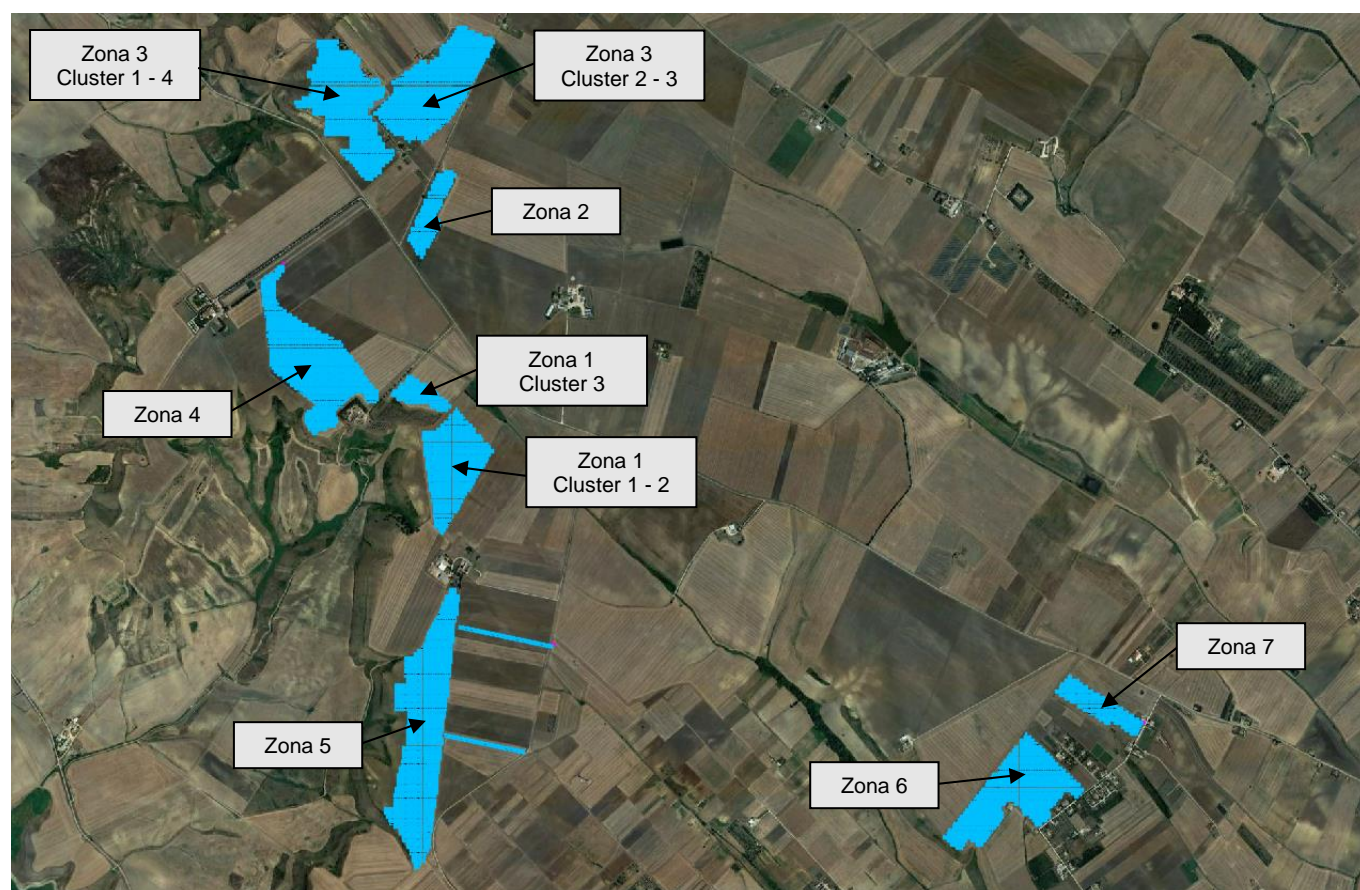 Zona 3
Cluster 1 - 4
Zona 3
Cluster 2 - 3
Zona 2
Zona 1
Cluster 3
Zona 4
Zona 1
Cluster 1 - 2
Zona 7
Zona 5
Zona 6